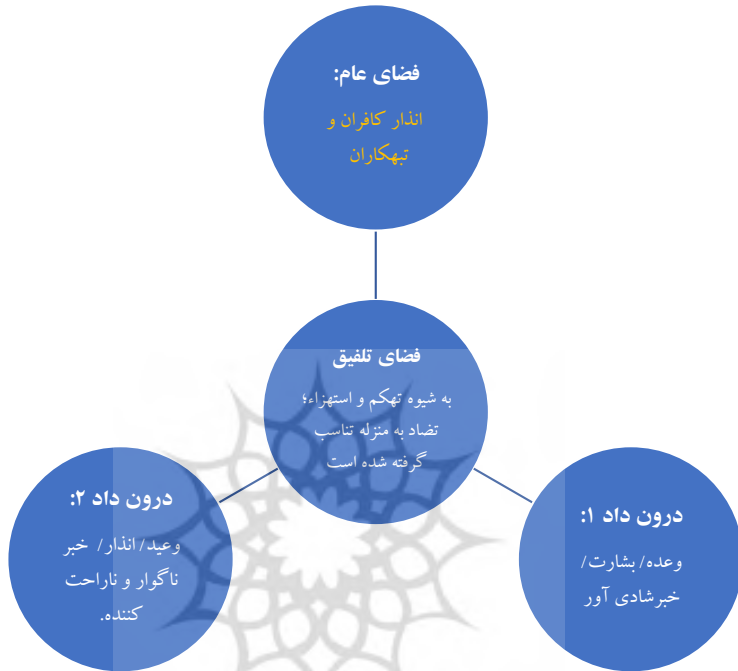 فضای عام:
انذار کافران و
تبهکاران
فضای تلفیق
به شیوه تهکم و استهزاء؛
تضاد به منزله تناسب
گرفته شده است
درون داد ۱:
وعده/ بشارت/
خبرشادی آور
درون داد ۲:
وعید/ انذار/ خبر
ناگوار و ناراحت
کننده.